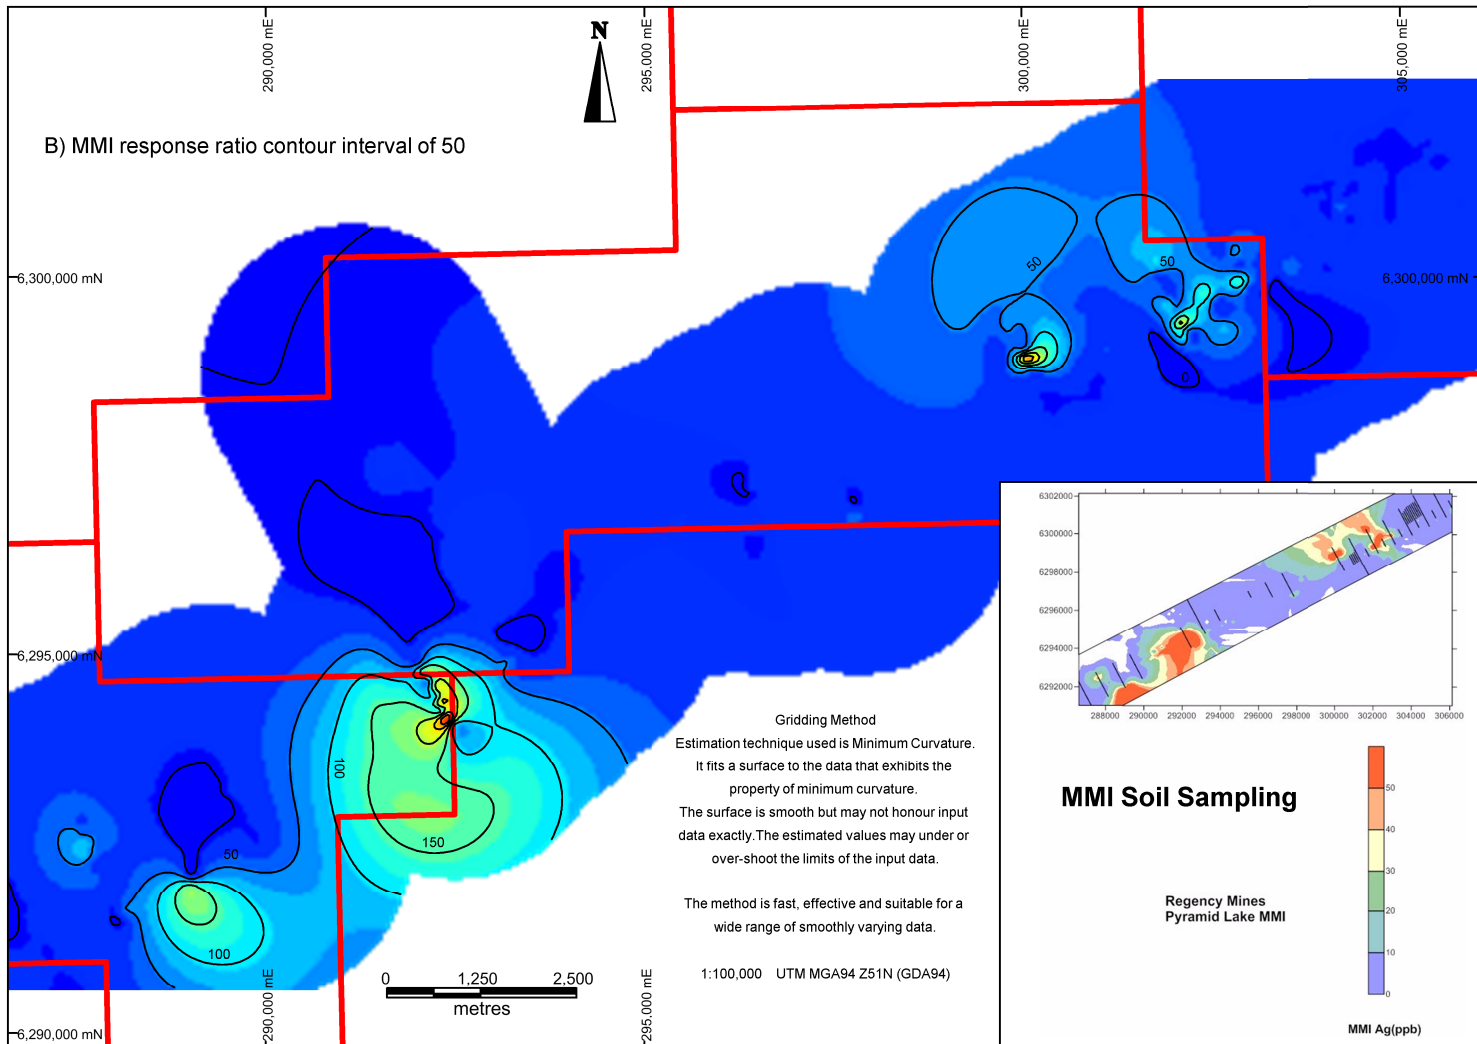 290,000 mE
295,000 mE
300,000 mE
305,000 mE
N
B) MMI response ratio contour interval of 50
6,300,000 mN
6,300,000 mN
50
50
0
6,295,000 mN
100
150
50
100
6,290,000 mN
290,000 mE
295,000 mE
Gridding Method
Estimation technique used is Minimum Curvature.
It fits a surface to the data that exhibits the
property of minimum curvature.
The surface is smooth but may not honour input
data exactly.The estimated values may under or
over-shoot the limits of the input data.
The method is fast, effective and suitable for a
wide range of smoothly varying data.
1:100,000 UTM MGA94 Z51N (GDA94)
0 1,250 2,500
metres
6302000
6300000
6298000
6296000
6294000
6292000
288000 290000 292000 294000 296000 298000 300000 302000 304000 306000
MMI Soil Sampling
Regency Mines
Pyramid Lake MMI
50
40
30
20
10
0
MMI Ag(ppb)